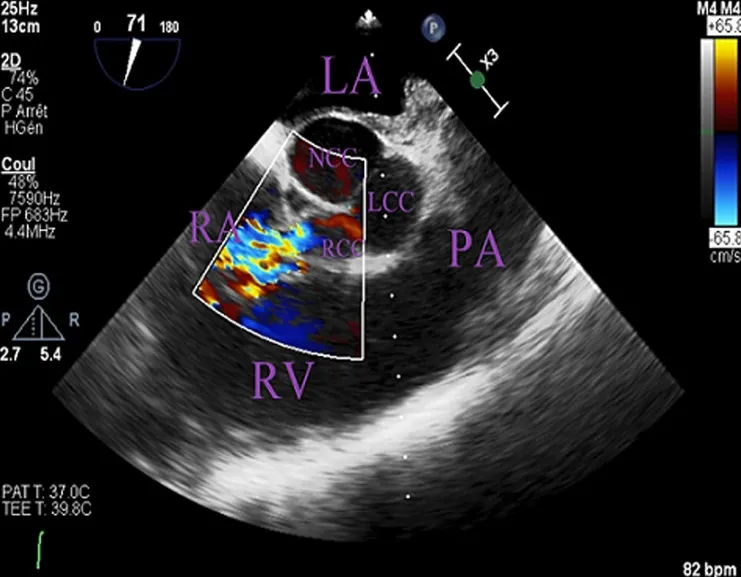 25Hz
13cm
2D
74%
C 45
P Arrêt
HGén
Coul
48%
7590Hz
FP 683Hz
4.4MHz
G
P R
2.7 5.4
PAT T: 37.0C
TEE T: 39.8C
0 71 180
P
X3
LA
NCC
LCC
RA
RCC
PA
RV
M4 M4
+65.8
-65.8
cm/s
82 bpm